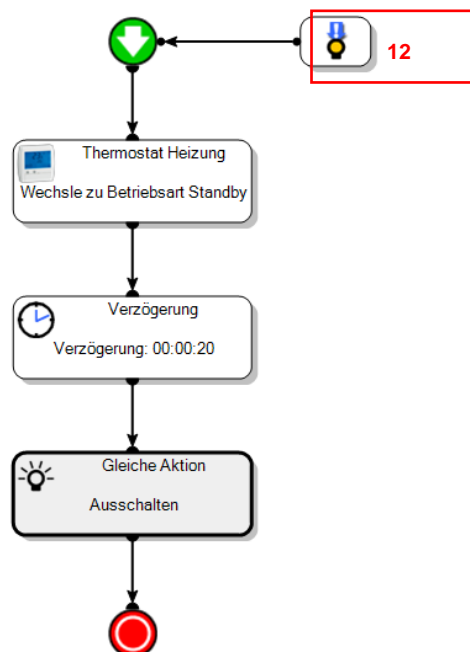 12
Thermostat Heizung
Wechsle zu Betriebsart Standby
Verzögerung
Verzögerung: 00:00:20
Gleiche Aktion
Ausschalten